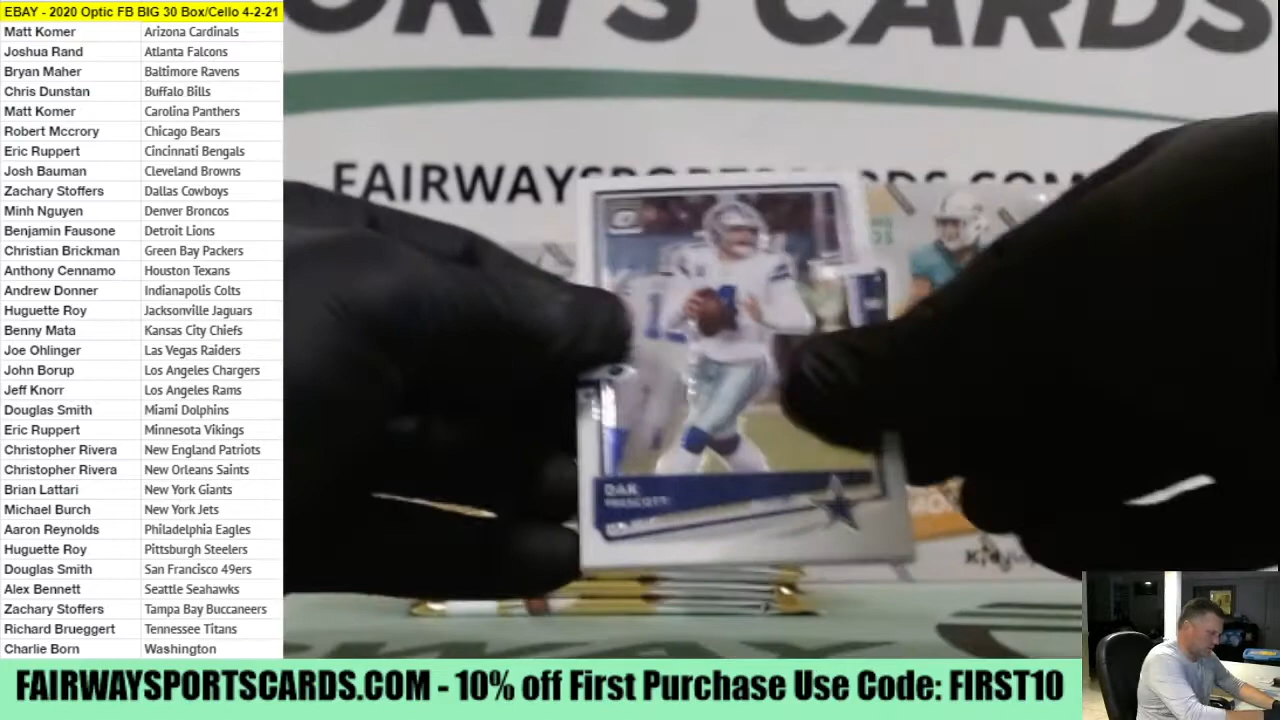 EBAY - 2020 Optic FB BIG 30 Box/Cello 4-2-21
Matt Komer Arizona Cardinals
Joshua Rand Atlanta Falcons
Bryan Maher Baltimore Ravens
Chris Dunstan Buffalo Bills
Matt Komer Carolina Panthers
Robert Mccrory Chicago Bears
Eric Ruppert Cincinnati Bengals
Josh Bauman Cleveland Browns
Zachary Stoffers Dallas Cowboys
Minh Nguyen Denver Broncos
Benjamin Fausone Detroit Lions
Christian Brickman Green Bay Packers
Anthony Cennamo Houston Texans
Andrew Donner Indianapolis Colts
Huguette Roy Jacksonville Jaguars
Benny Mata Kansas City Chiefs
Joe Ohlinger Las Vegas Raiders
John Borup Los Angeles Chargers
Jeff Knorr Los Angeles Rams
Douglas Smith Miami Dolphins
Eric Ruppert Minnesota Vikings
Christopher Rivera New England Patriots
Christopher Rivera New Orleans Saints
Brian Lattari New York Giants
Michael Burch New York Jets
Aaron Reynolds Philadelphia Eagles
Huguette Roy Pittsburgh Steelers
Douglas Smith San Francisco 49ers
Alex Bennett Seattle Seahawks
Zachary Stoffers Tampa Bay Buccaneers
Richard Brueggert Tennessee Titans
Charlie Born Washington
ORTS CARDS
FAIRWAYSPORTSCARDS.COM
DAK
PRESCOTT
FAIRWAYSPORTSCARDS.COM - 10% off First Purchase Use Code: FIRST10